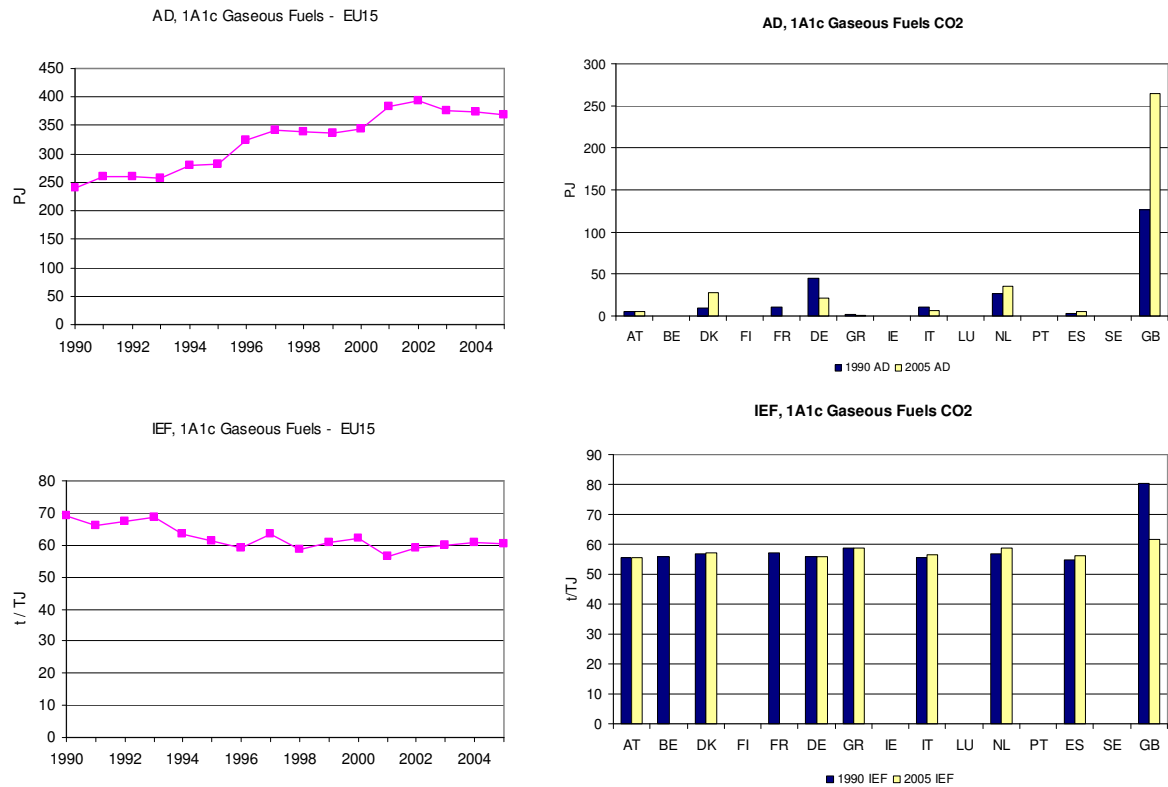 AD, 1A1c Gaseous Fuels - EU15
450
400
350
300
250
200
150
100
50
0
PJ
1990 1992 1994 1996 1998 2000 2002 2004
AD, 1A1c Gaseous Fuels CO2
300
250
200
150
100
50
0
PJ
AT BE DK FI FR DE GR IE IT LU NL PT ES SE GB
1990 AD 2005 AD
IEF, 1A1c Gaseous Fuels - EU15
80
70
60
50
40
30
20
10
0
t / TJ
1990 1992 1994 1996 1998 2000 2002 2004
IEF, 1A1c Gaseous Fuels CO2
90
80
70
60
50
40
30
20
10
0
t/TJ
AT BE DK FI FR DE GR IE IT LU NL PT ES SE GB
1990 IEF 2005 IEF